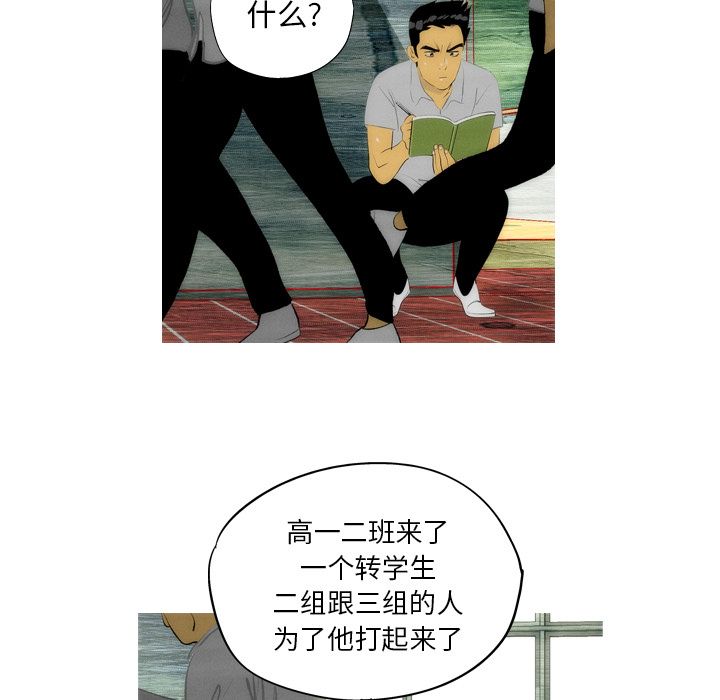 什么?
高一二班来了
一个转学生
二组跟三组的人
为了他打起来了